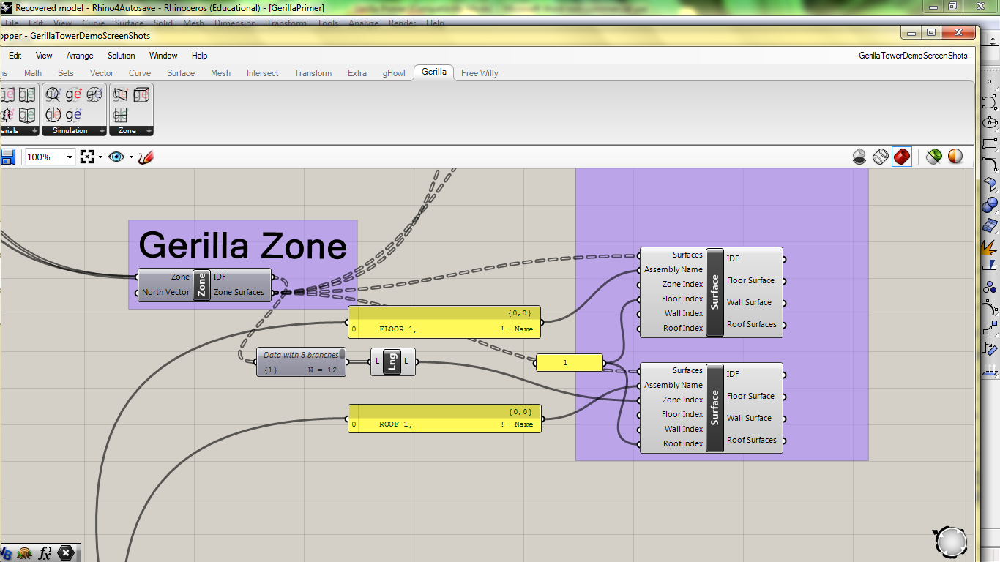 Recovered model - Rhino4Autosave - Rhinoceros (Educational) - [GerillaPrimer]
File Edit View Curve Surface Solid Mesh Dimension Transform Tools Analyze Render Help
opper - GerillaTowerDemoScreenShots
Edit View Arrange Solution Window Help GerillaTowerDemoScreenShots
ns Math Sets Vector Curve Surface Mesh Intersect Transform Extra gHowl Gerilla Free Willy
erials Simulation Zone
100%
Gerilla Zone
Zone Zone IDF
North Vector Zone Surfaces
{0;0}
0 FLOOR-1, !- Name
Data with 8 branches
{1} N = 12
L Lng L
1
{0;0}
0 ROOF-1, !- Name
Surfaces
Assembly Name
Zone Index
Floor Index
Wall Index
Roof Index
Surface
IDF
Floor Surface
Wall Surface
Roof Surfaces
Surfaces
Assembly Name
Zone Index
Floor Index
Wall Index
Roof Index
Surface
IDF
Floor Surface
Wall Surface
Roof Surfaces